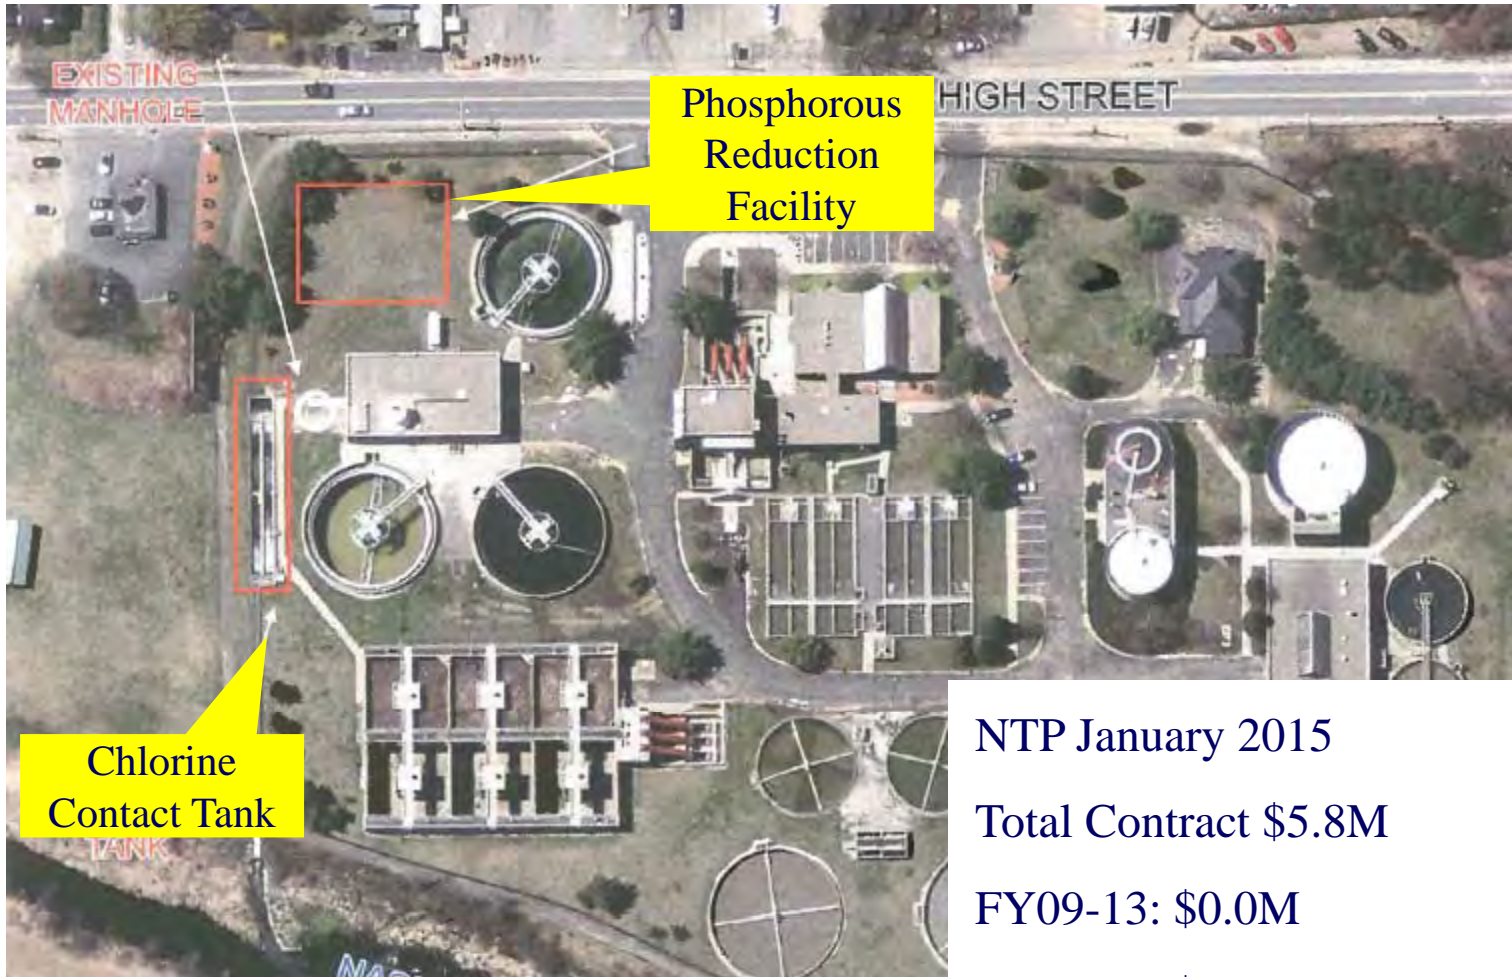 EXISTING
MANHOLE
HIGH STREET
Phosphorous
Reduction
Facility
Chlorine
Contact Tank
TANK
NTP January 2015
Total Contract $5.8M
FY09-13: $0.0M